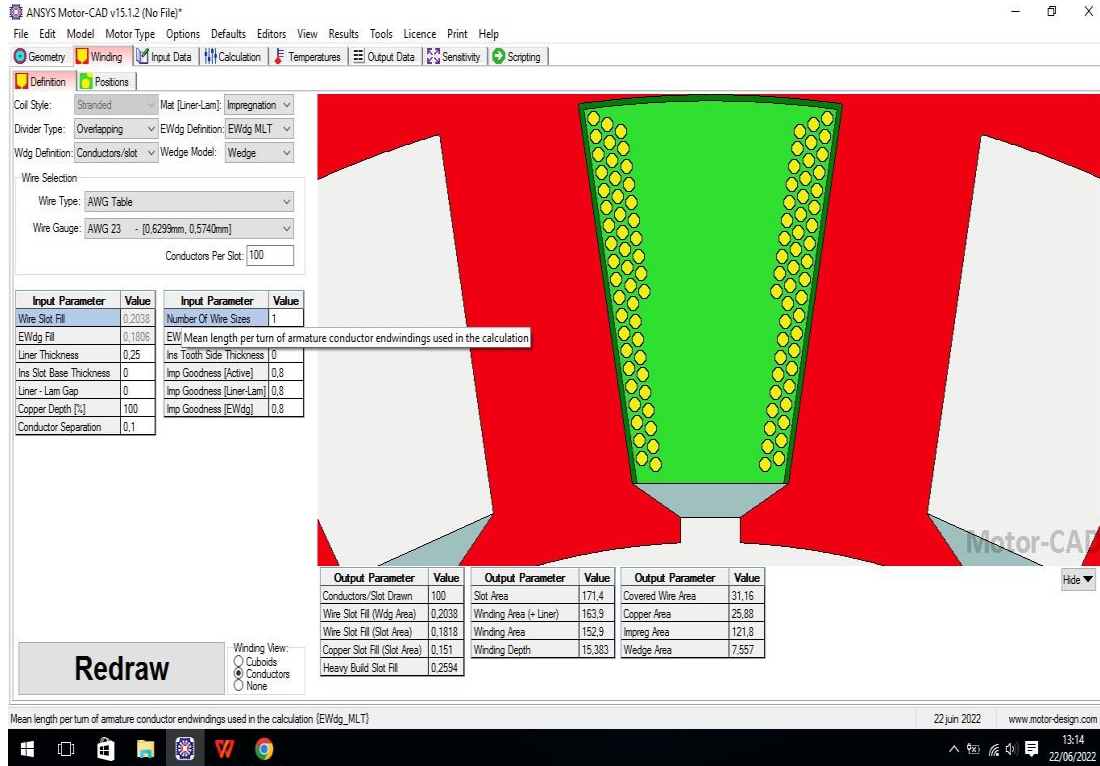 ANSYS Motor-CAD v15.1.2 (No File)*
File Edit Model Motor Type Options Defaults Editors View Results Tools Licence Print Help
Geometry Winding Input Data Calculation Temperatures Output Data Sensitivity Scripting
Definition Positions
Coil Style: Stranded Mat [Liner-Lam]: Impregnation
Divider Type: Overlapping EWdg Definition: EWdg MLT
Wdg Definition: Conductors/slot Wedge Model: Wedge
Wire Selection
Wire Type: AWG Table
Wire Gauge: AWG 23 - [0,6299mm, 0,5740mm]
Conductors Per Slot: 100
Input Parameter Value Input Parameter Value
Wire Slot Fill 0,2038 Number Of Wire Sizes 1
EWdg Fill 0,1806 EW Mean length per turn of armature conductor endwindings used in the calculation
Liner Thickness 0,25 Ins Tooth Side Thickness 0
Ins Slot Base Thickness 0 Imp Goodness [Active] 0,8
Liner - Lam Gap 0 Imp Goodness [Liner-Lam] 0,8
Copper Depth [%] 100 Imp Goodness [EWdg] 0,8
Conductor Separation 0,1
Motor-CAD
Hide
Output Parameter Value Output Parameter Value Output Parameter Value
Conductors/Slot Drawn 100 Slot Area 171,4 Covered Wire Area 31,16
Wire Slot Fill (Wdg Area) 0,2038 Winding Area (+ Liner) 163,9 Copper Area 25,88
Wire Slot Fill (Slot Area) 0,1818 Winding Area 152,9 Impreg Area 121,8
Copper Slot Fill (Slot Area) 0,151 Winding Depth 15,383 Wedge Area 7,557
Heavy Build Slot Fill 0,2594
Redraw
Winding View:
Cuboids
Conductors
None
Mean length per turn of armature conductor endwindings used in the calculation {EWdg_MLT} 22 juin 2022 www.motor-design.com
13:14
22/06/2022